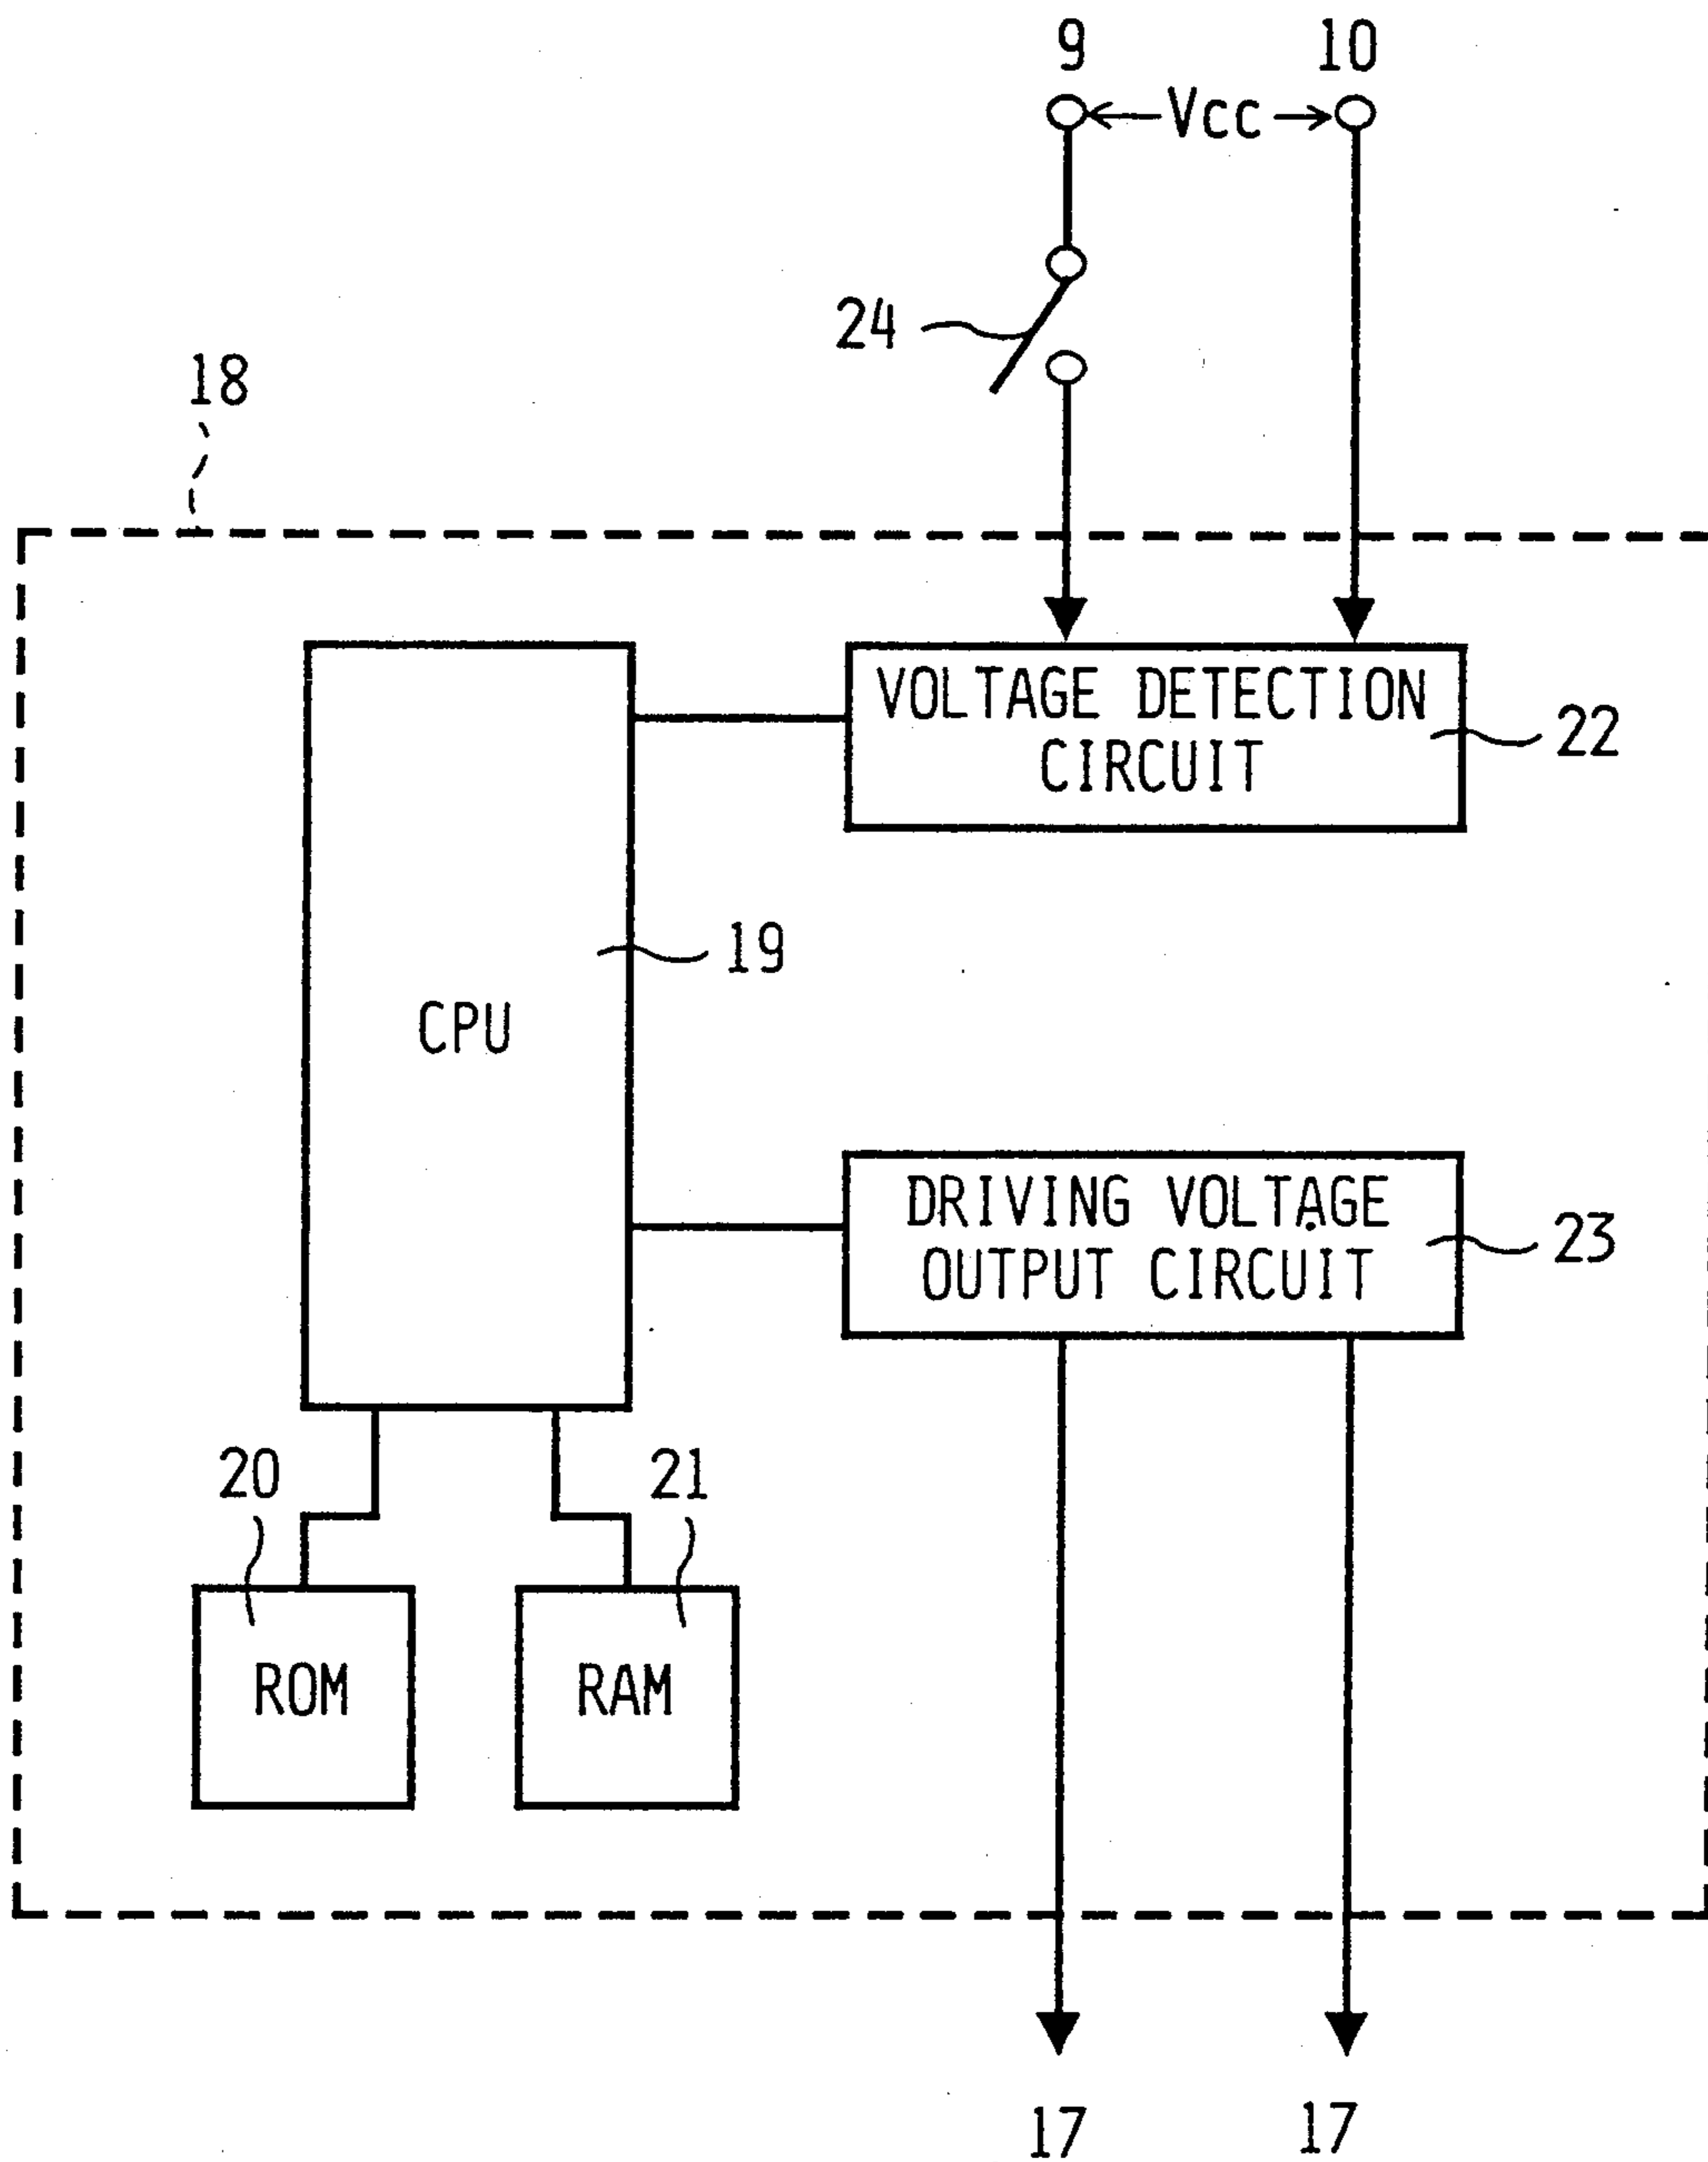 9
10
Vcc
24
18
VOLTAGE DETECTION
CIRCUIT
22
19
CPU
DRIVING VOLTAGE
OUTPUT CIRCUIT
23
20
21
ROM
RAM
17
17